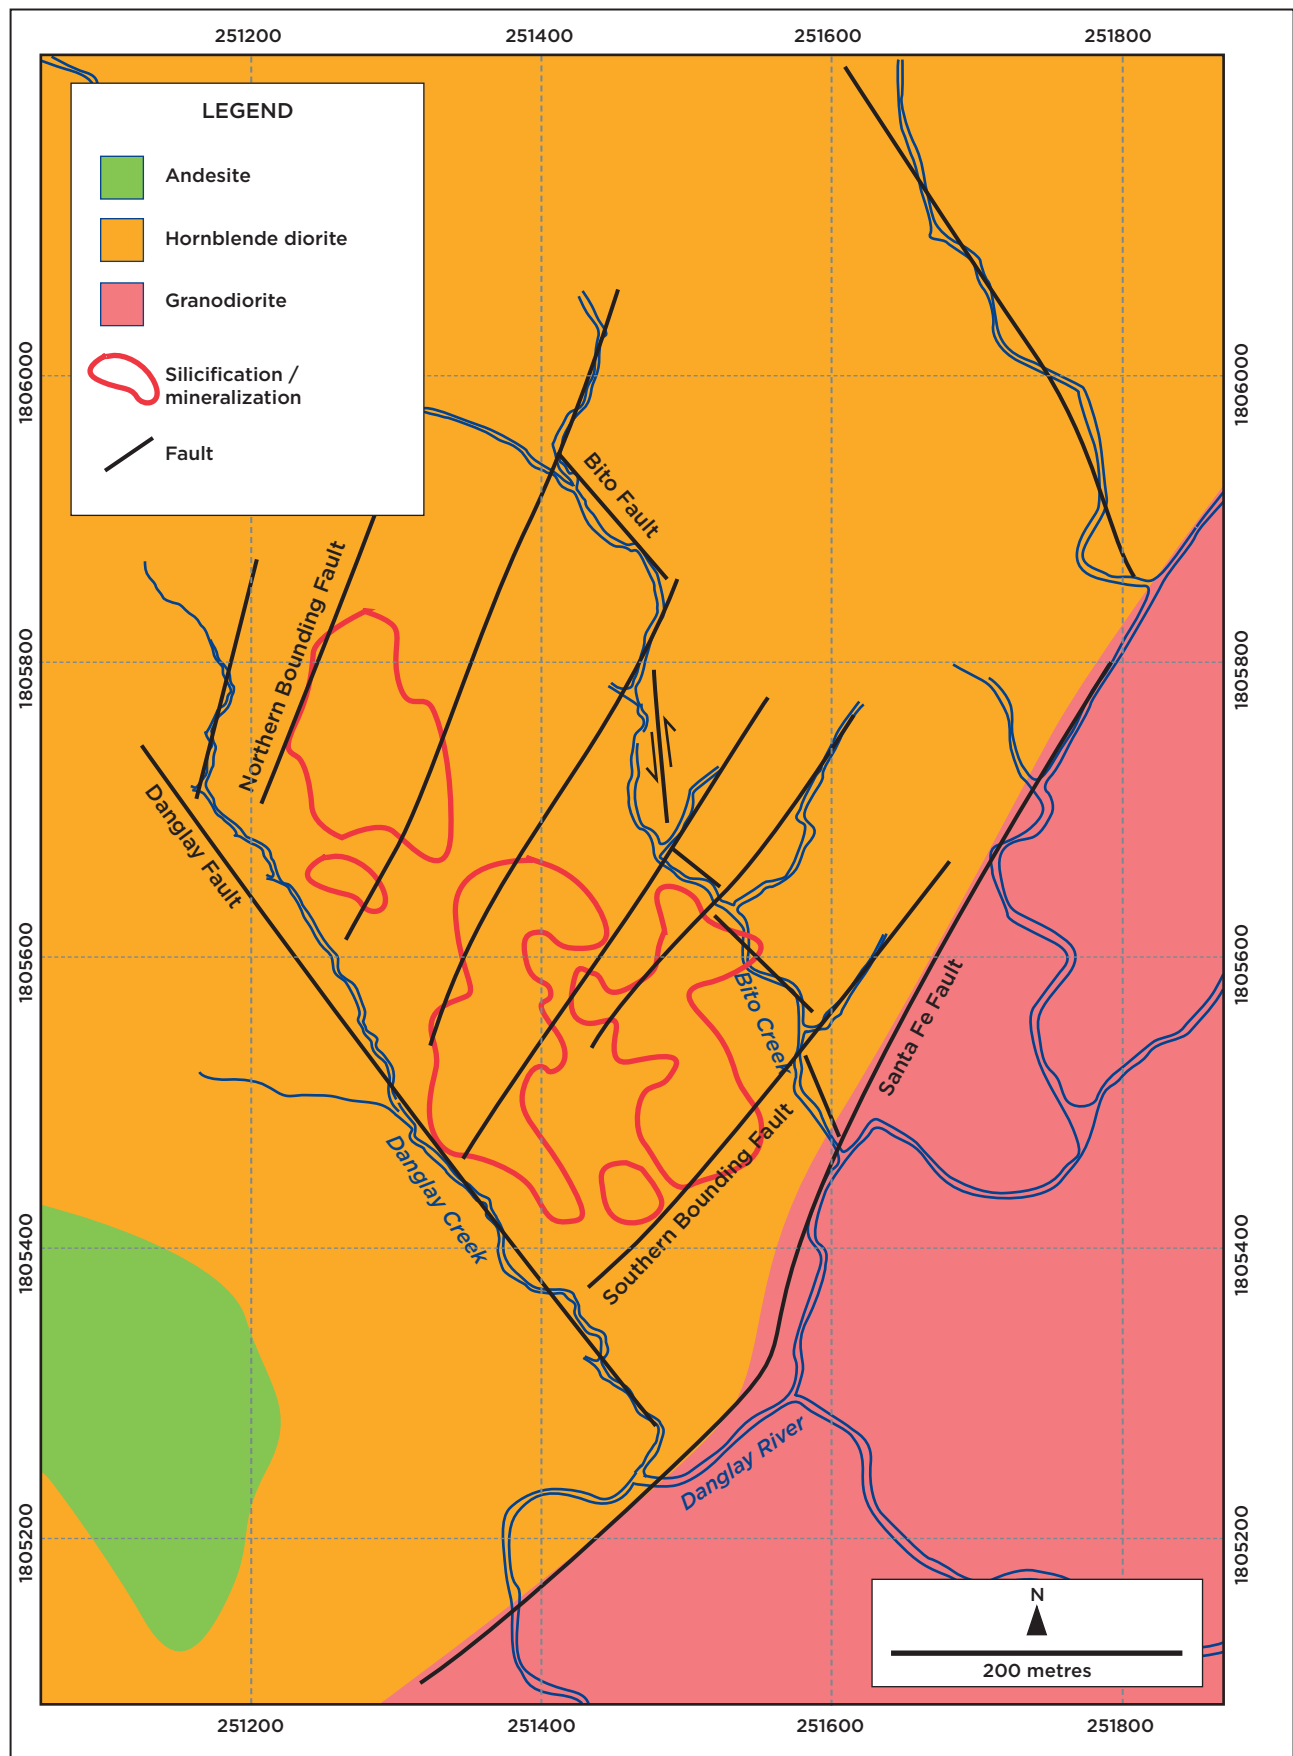 251200
251400
251600
251800
LEGEND
Andesite
Hornblende diorite
Granodiorite
Silicification /
mineralization
Fault
1806000
1806000
Bito Fault
Northern Bounding Fault
1805800
1805800
Danglay Fault
1805600
1805600
Bito Creek
Santa Fe Fault
Danglay Creek
Southern Bounding Fault
1805400
1805400
Danglay River
1805200
1805200
N
200 metres
251200
251400
251600
251800